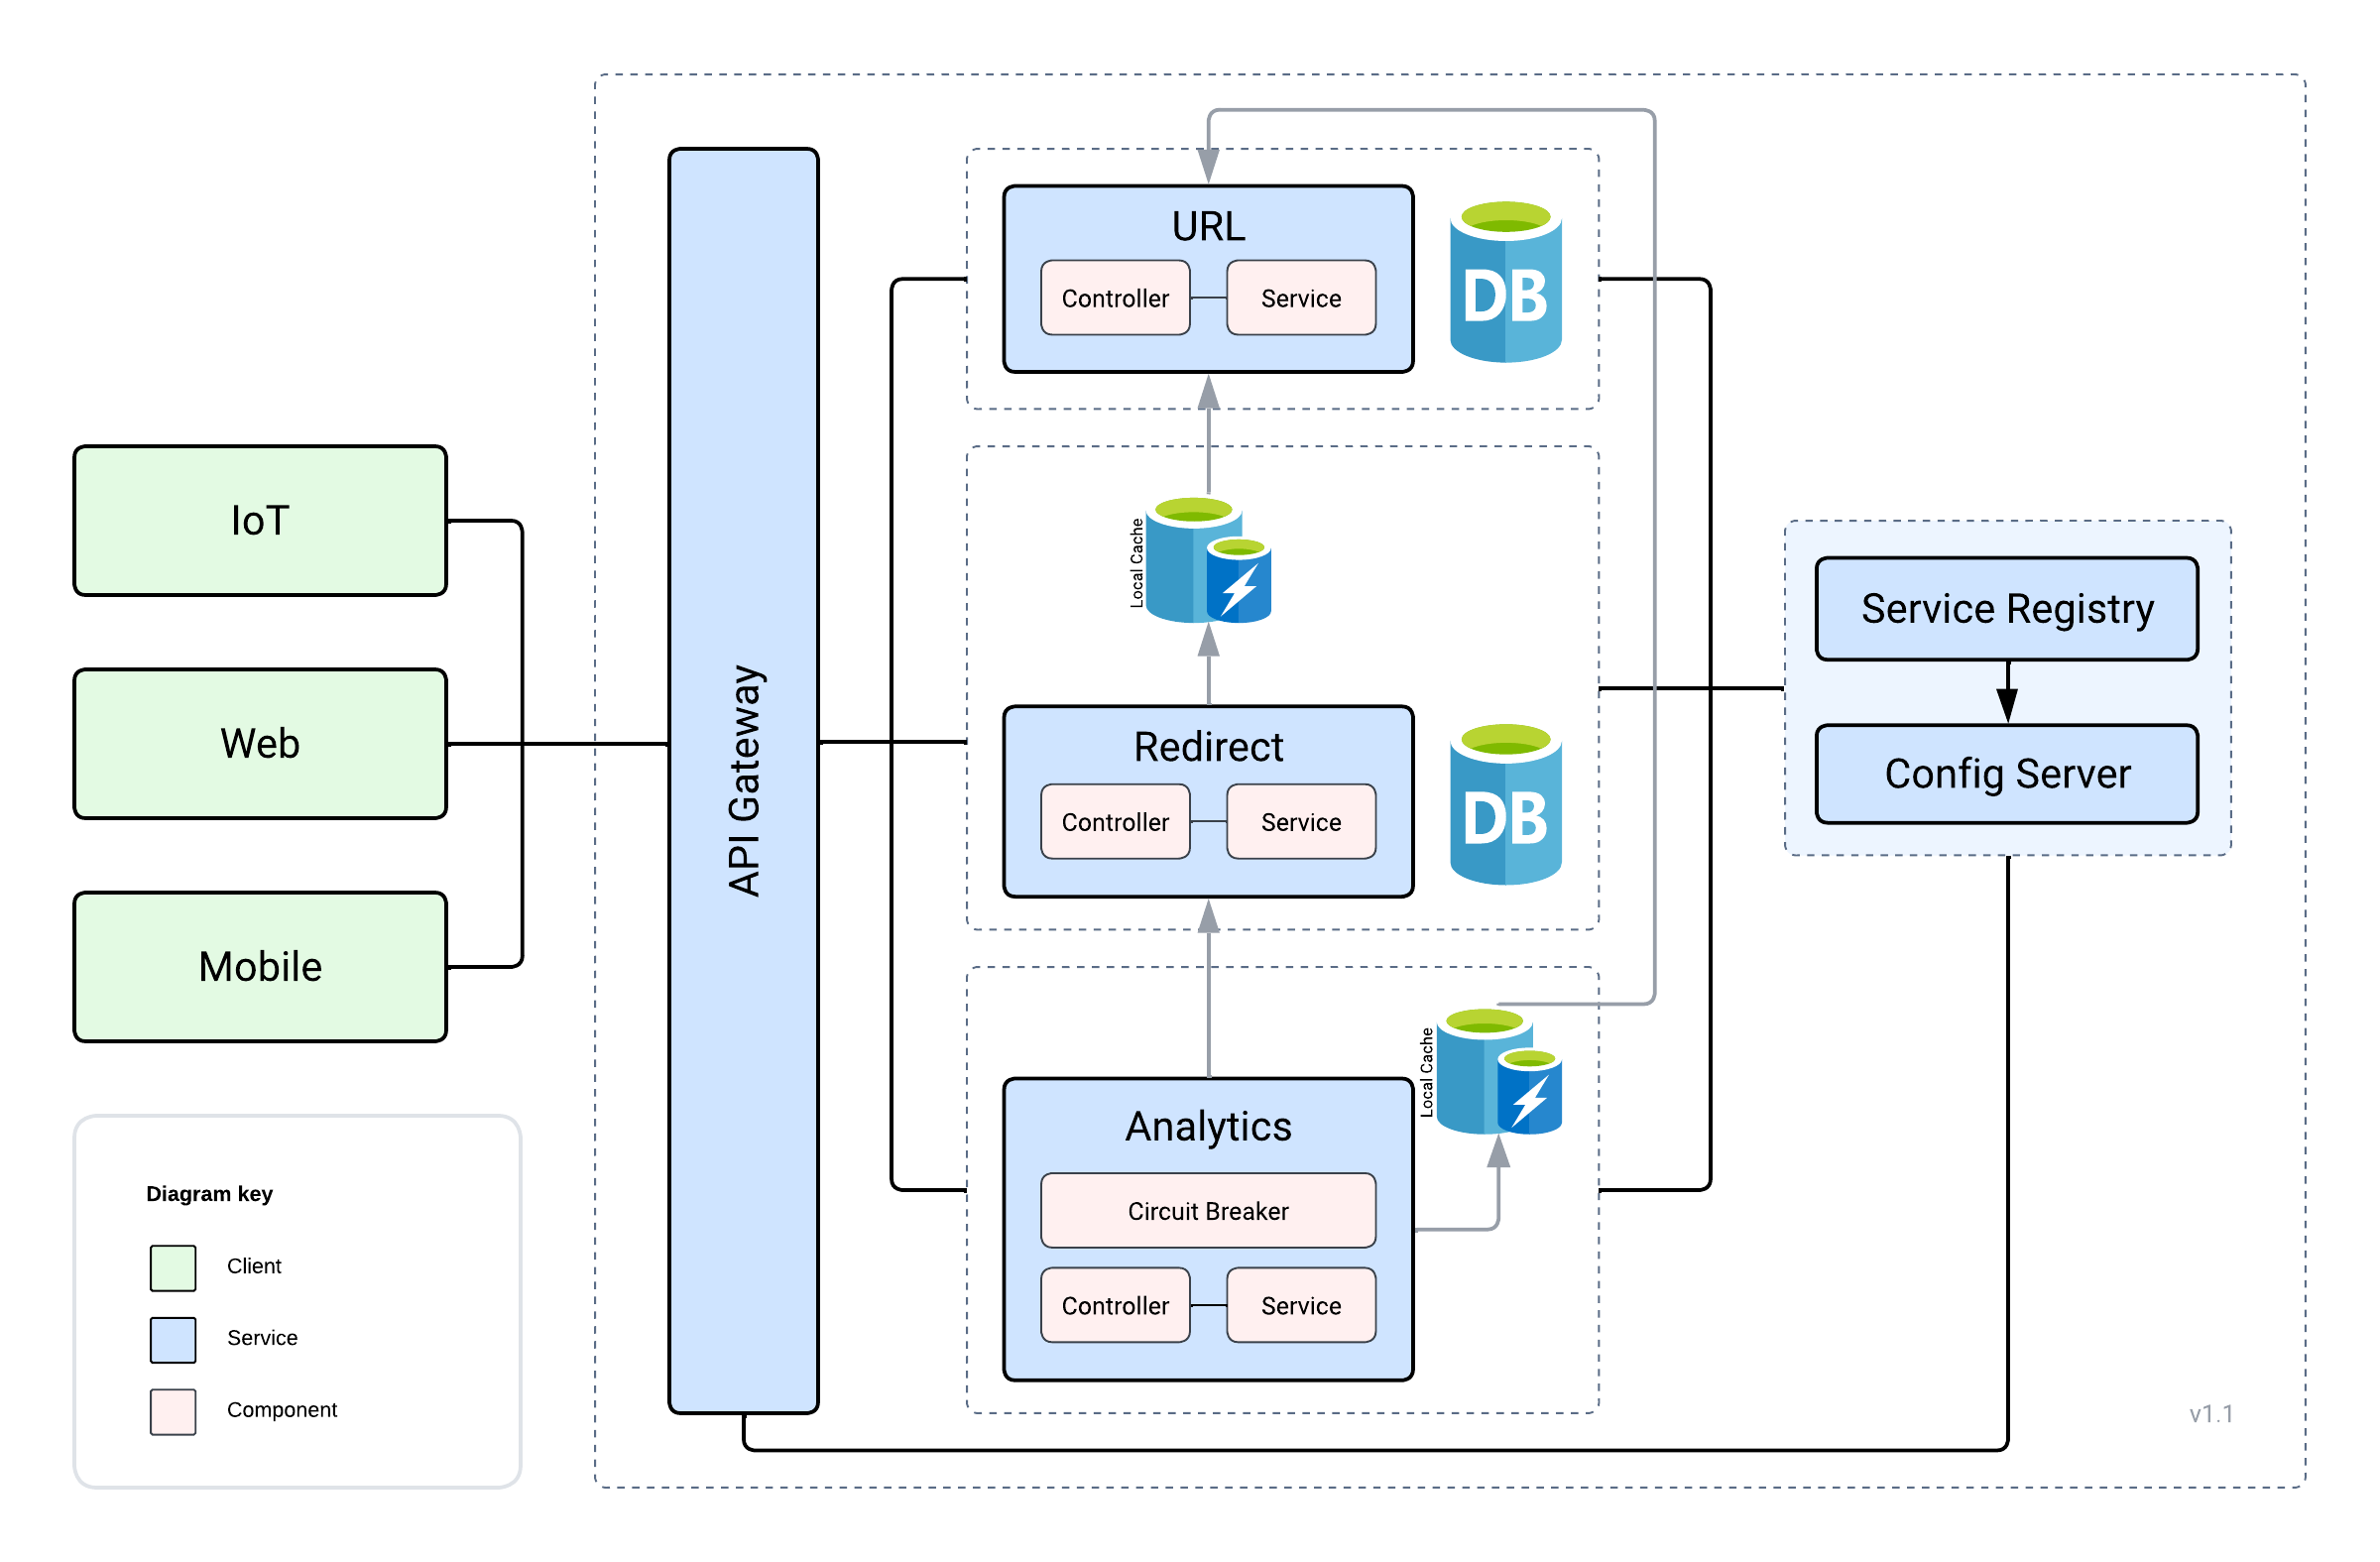 IoT
Web
Mobile
Diagram key
Client
Service
Component
API Gateway
URL
Controller
Service
DB
Local Cache
Redirect
Controller
Service
DB
Local Cache
Analytics
Circuit Breaker
Controller
Service
Service Registry
Config Server
v1.1